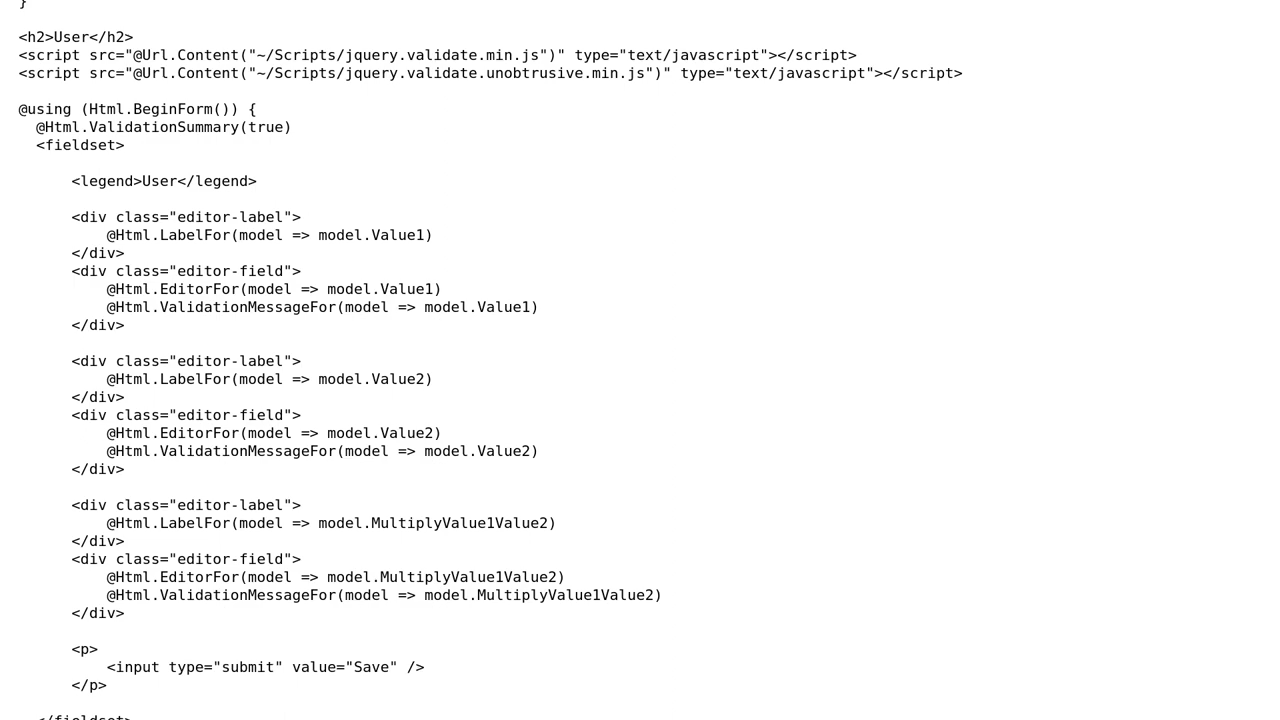 }
<h2>User</h2>
<script src="@Url.Content("~/Scripts/jquery.validate.min.js")" type="text/javascript"></script>
<script src="@Url.Content("~/Scripts/jquery.validate.unobtrusive.min.js")" type="text/javascript"></script>
@using (Html.BeginForm()) {
@Html.ValidationSummary(true)
<fieldset>
<legend>User</legend>
<div class="editor-label">
@Html.LabelFor(model => model.Value1)
</div>
<div class="editor-field">
@Html.EditorFor(model => model.Value1)
@Html.ValidationMessageFor(model => model.Value1)
</div>
<div class="editor-label">
@Html.LabelFor(model => model.Value2)
</div>
<div class="editor-field">
@Html.EditorFor(model => model.Value2)
@Html.ValidationMessageFor(model => model.Value2)
</div>
<div class="editor-label">
@Html.LabelFor(model => model.MultiplyValue1Value2)
</div>
<div class="editor-field">
@Html.EditorFor(model => model.MultiplyValue1Value2)
@Html.ValidationMessageFor(model => model.MultiplyValue1Value2)
</div>
<p>
<input type="submit" value="Save" />
</p>
</fieldset>